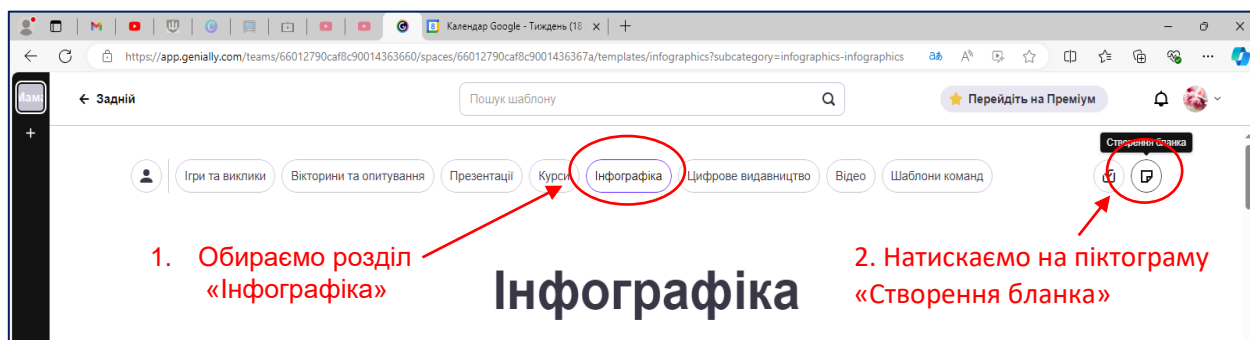 Календар Google - Тиждень (18
https://app.genially.com/teams/66012790caf8c90014363660/spaces/66012790caf8c9001436367a/templates/infographics?subcategory=infographics-infographics
← Задній
Пошук шаблону
Перейдіть на Преміум
Створення бланка
Ігри та виклики
Вікторини та опитування
Презентації
Курси
Інфографіка
Цифрове видавництво
Відео
Шаблони команд
1. Обираємо розділ
«Інфографіка»
Інфографіка
2. Натискаємо на піктограму
«Створення бланка»